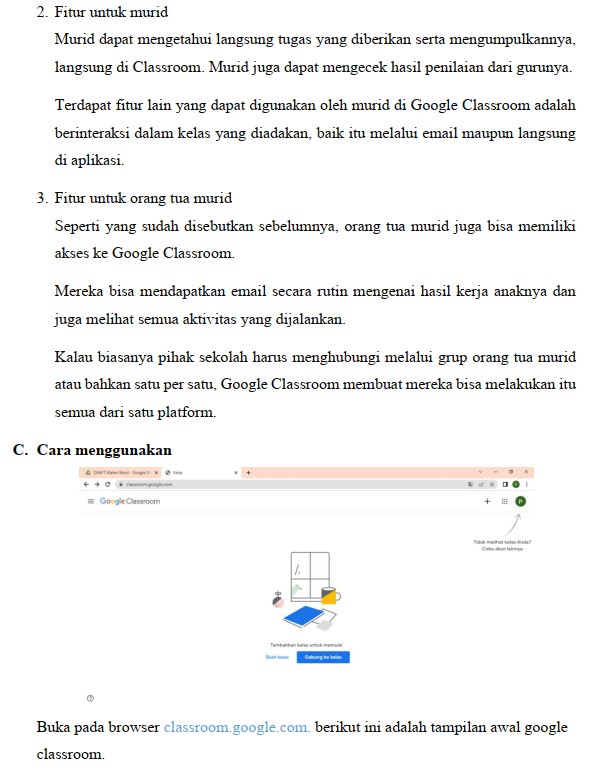 2. Fitur untuk murid
Murid dapat mengetahui langsung tugas yang diberikan serta mengumpulkannya,
langsung di Classroom. Murid juga dapat mengecek hasil penilaian dari gurunya.
Terdapat fitur lain yang dapat digunakan oleh murid di Google Classroom adalah
berinteraksi dalam kelas yang diadakan, baik itu melalui email maupun langsung
di aplikasi.
3. Fitur untuk orang tua murid
Seperti yang sudah disebutkan sebelumnya, orang tua murid juga bisa memiliki
akses ke Google Classroom.
Mereka bisa mendapatkan email secara rutin mengenai hasil kerja anaknya dan
juga melihat semua aktivitas yang dijalankan.
Kalau biasanya pihak sekolah harus menghubungi melalui grup orang tua murid
atau bahkan satu per satu, Google Classroom membuat mereka bisa melakukan itu
semua dari satu platform.
C. Cara menggunakan
DRAFT Materi Word - Google D Kelas
classroom.google.com
Google Classroom
P
Tidak melihat kelas Anda?
Coba akun lainnya
Tambahkan kelas untuk memulai
Buat kelas Gabung ke kelas
Buka pada browser classroom.google.com. berikut ini adalah tampilan awal google
classroom.